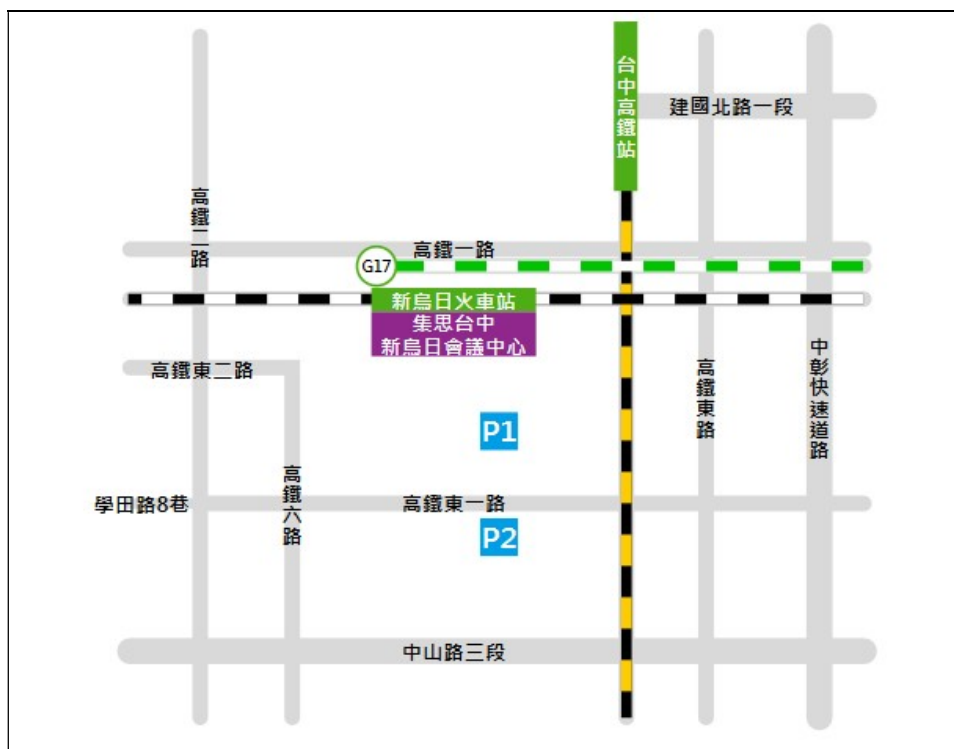 台中高鐵站
建國北路一段
高鐵二路
高鐵一路
G17
新烏日火車站
集思台中
新烏日會議中心
高鐵東二路
高鐵東路
中彰快速道路
P1
高鐵六路
學田路8巷
高鐵東一路
P2
中山路三段